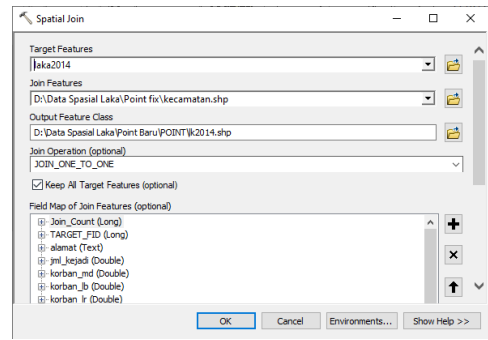 Spatial Join
Target Features
laka2014
Join Features
D:\Data Spasial Laka\Point fix\kecamatan.shp
Output Feature Class
D:\Data Spasial Laka\Point Baru\POINT\lk2014.shp
Join Operation (optional)
JOIN_ONE_TO_ONE
Keep All Target Features (optional)
Field Map of Join Features (optional)
Join_Count (Long)
TARGET_FID (Long)
alamat (Text)
jml_kejadi (Double)
korban_md (Double)
korban_lb (Double)
korban_lr (Double)
OK Cancel Environments... Show Help >>